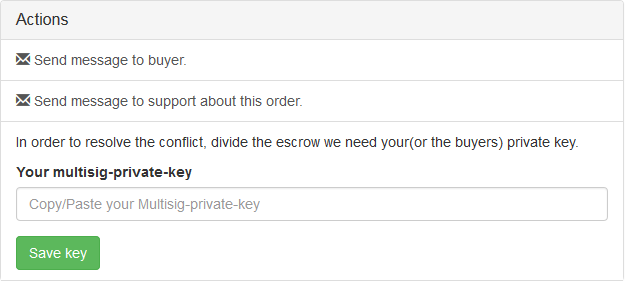 Actions
Send message to buyer.
Send message to support about this order.
In order to resolve the conflict, divide the escrow we need your(or the buyers) private key.
Your multisig-private-key
Copy/Paste your Multisig-private-key
Save key